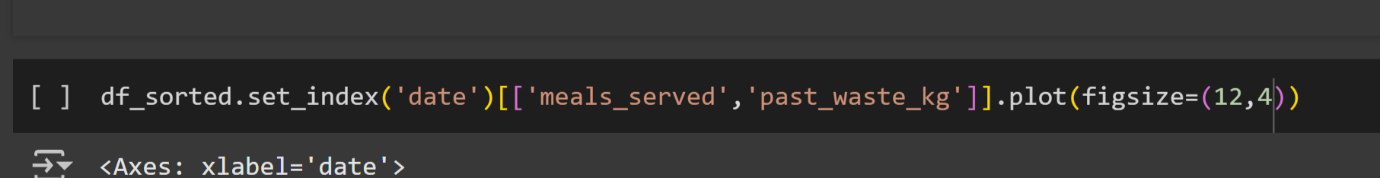 [ ] df_sorted.set_index('date')[['meals_served','past_waste_kg']].plot(figsize=(12,4))
<Axes: xlabel='date'>